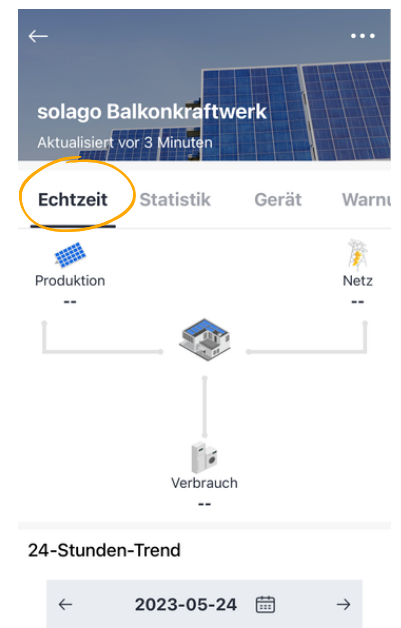 solago Balkonkraftwerk
Aktualisiert vor 3 Minuten
Echtzeit Statistik Gerät Warnu
Produktion Netz
-- --
Verbrauch
--
24-Stunden-Trend
2023-05-24